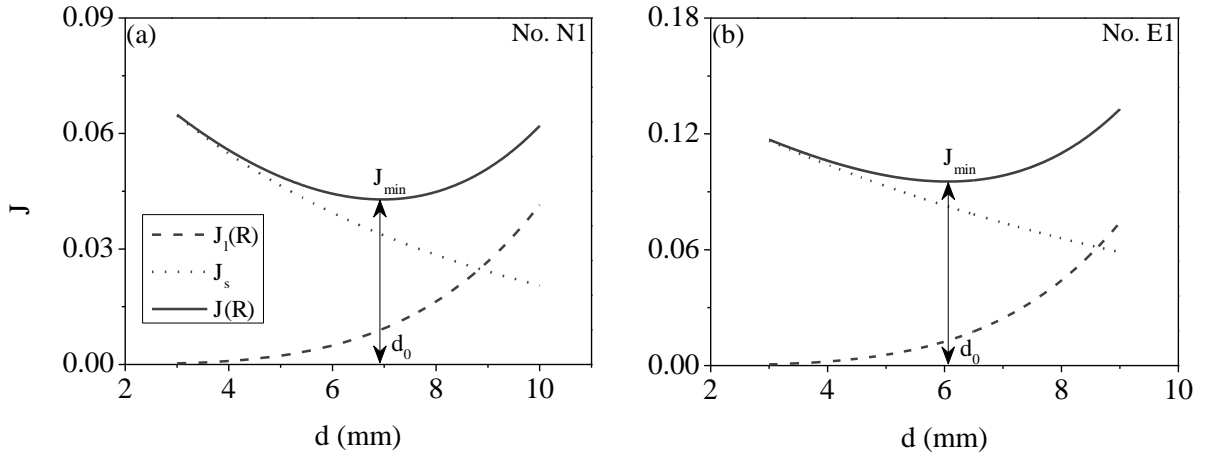 0.09
(a)
No. N1
0.06
J
J_min
0.03
J_l(R)
J_s
J(R)
0.00
d_0
2
4
6
8
10
d (mm)
0.18
(b)
No. E1
0.12
J_min
0.06
0.00
d_0
2
4
6
8
10
d (mm)